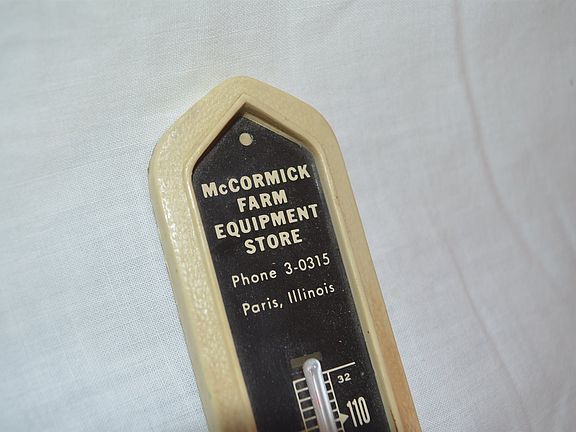 McCORMICK
FARM
EQUIPMENT
STORE
Phone 3-0315
Paris, Illinois
32
110